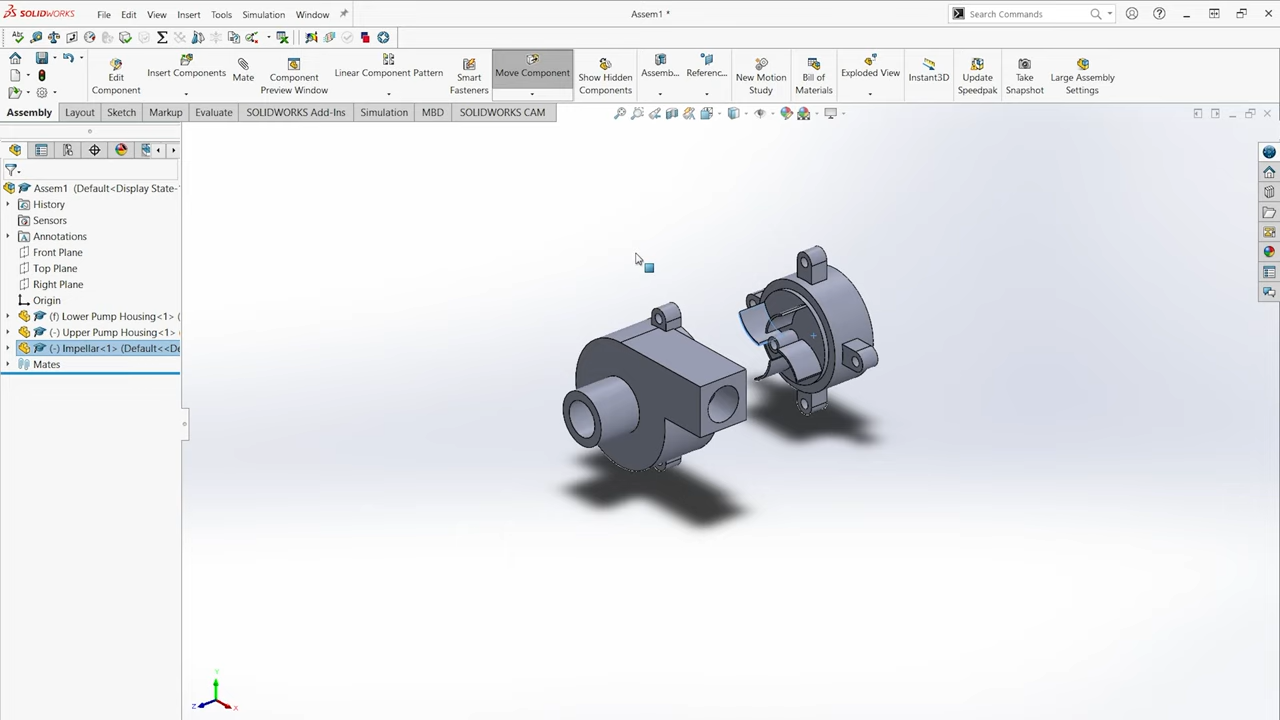 SOLIDWORKS File Edit View Insert Tools Simulation Window Assem1 * Search Commands
Edit Component
Insert Components
Mate
Component Preview Window
Linear Component Pattern
Smart Fasteners
Move Component
Show Hidden Components
Assemb...
Referenc...
New Motion Study
Bill of Materials
Exploded View
Instant3D
Update Speedpak
Take Snapshot
Large Assembly Settings
Assembly Layout Sketch Markup Evaluate SOLIDWORKS Add-Ins Simulation MBD SOLIDWORKS CAM
Assem1 (Default<Display State-
History
Sensors
Annotations
Front Plane
Top Plane
Right Plane
Origin
(f) Lower Pump Housing<1> (
(-) Upper Pump Housing<1> (
(-) Impellar<1> (Default<<De
Mates
Y
Z X